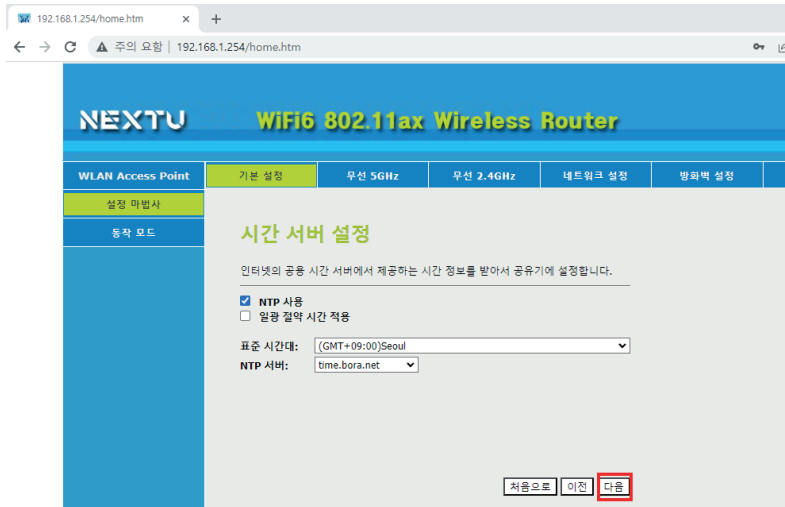 192.168.1.254/home.htm
주의 요함 | 192.168.1.254/home.htm
NEXTU WiFi6 802.11ax Wireless Router
WLAN Access Point 기본 설정 무선 5GHz 무선 2.4GHz 네트워크 설정 방화벽 설정
설정 마법사
동작 모드
시간 서버 설정
인터넷의 공용 시간 서버에서 제공하는 시간 정보를 받아서 공유기에 설정합니다.
NTP 사용
일광 절약 시간 적용
표준 시간대: (GMT+09:00)Seoul
NTP 서버: time.bora.net
처음으로 이전 다음